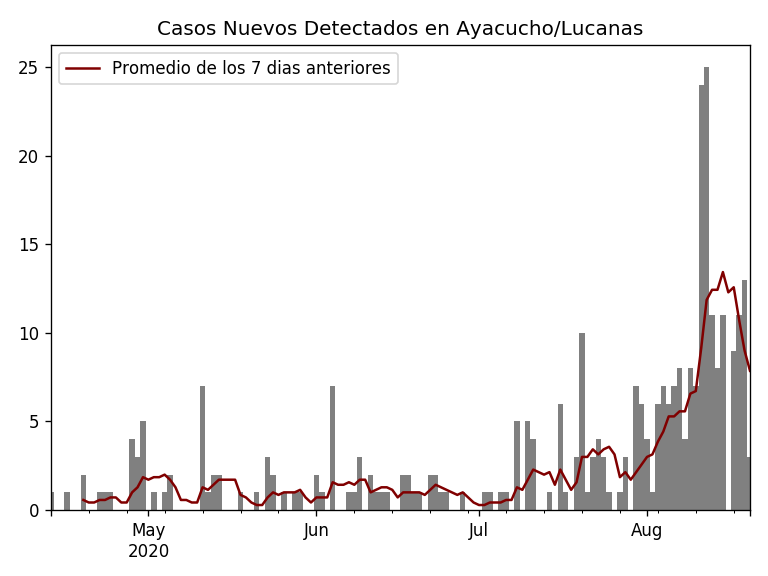 Casos Nuevos Detectados en Ayacucho/Lucanas
Promedio de los 7 dias anteriores
25
20
15
10
5
0
May
2020
Jun
Jul
Aug